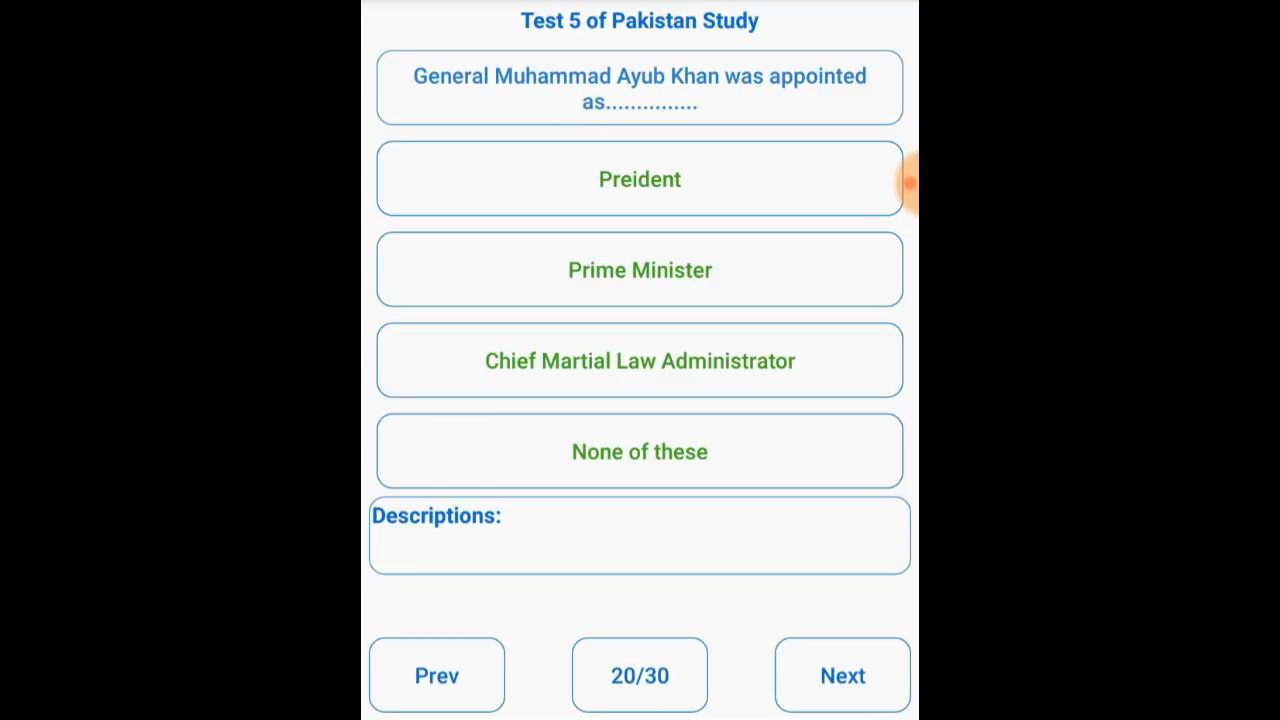 Test 5 of Pakistan Study
General Muhammad Ayub Khan was appointed
as...............
Preident
Prime Minister
Chief Martial Law Administrator
None of these
Descriptions:
Prev
20/30
Next